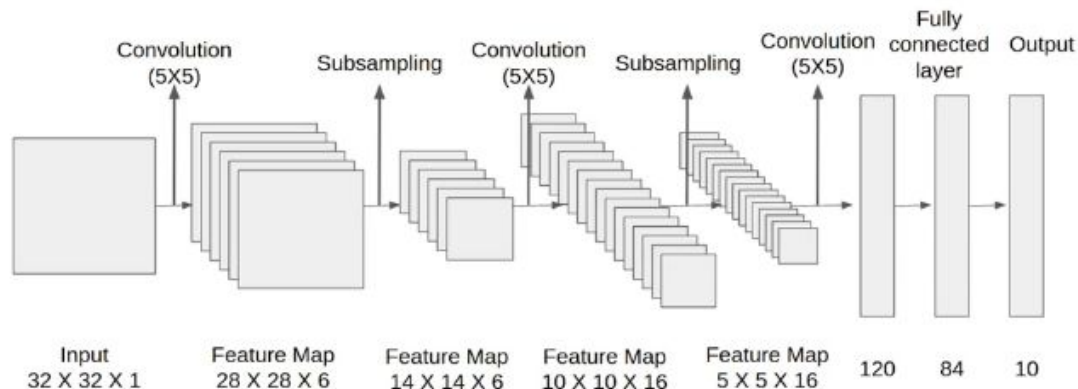 Convolution
(5X5)
Subsampling
Convolution
(5X5)
Subsampling
Convolution
(5X5)
Fully
connected
layer
Output
Input
32 X 32 X 1
Feature Map
28 X 28 X 6
Feature Map
14 X 14 X 6
Feature Map
10 X 10 X 16
Feature Map
5 X 5 X 16
120
84
10